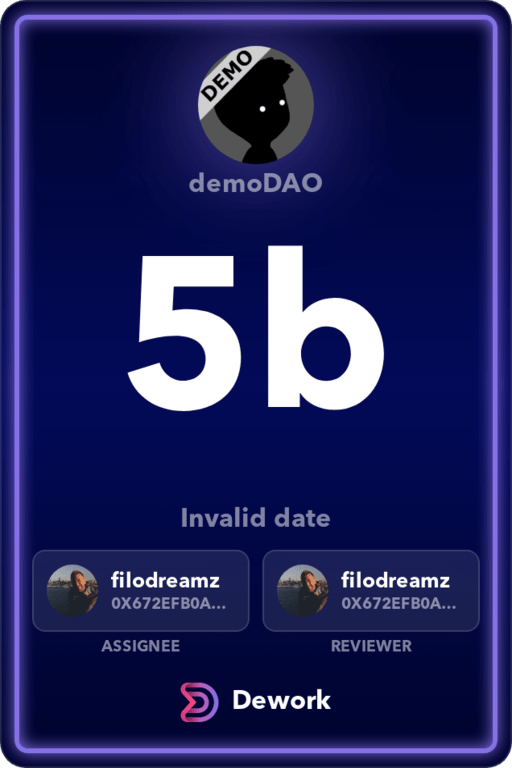 DEMO
demoDAO
5b
Invalid date
filodreamz
0X672EFB0A...
ASSIGNEE
filodreamz
0X672EFB0A...
REVIEWER
Dework